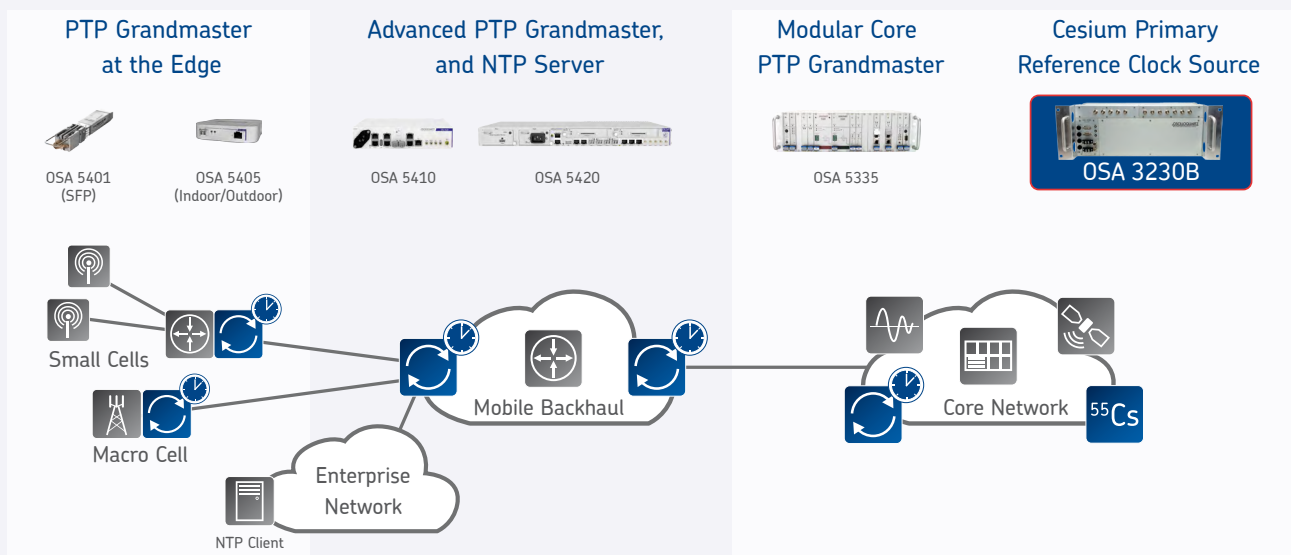 PTP Grandmaster
at the Edge
Advanced PTP Grandmaster,
and NTP Server
Modular Core
PTP Grandmaster
Cesium Primary
Reference Clock Source
OSA 5401
(SFP)
OSA 5405
(Indoor/Outdoor)
OSA 5410
OSA 5420
OSA 5335
OSA 3230B
Small Cells
Macro Cell
Mobile Backhaul
Enterprise
Network
NTP Client
Core Network
⁵⁵Cs